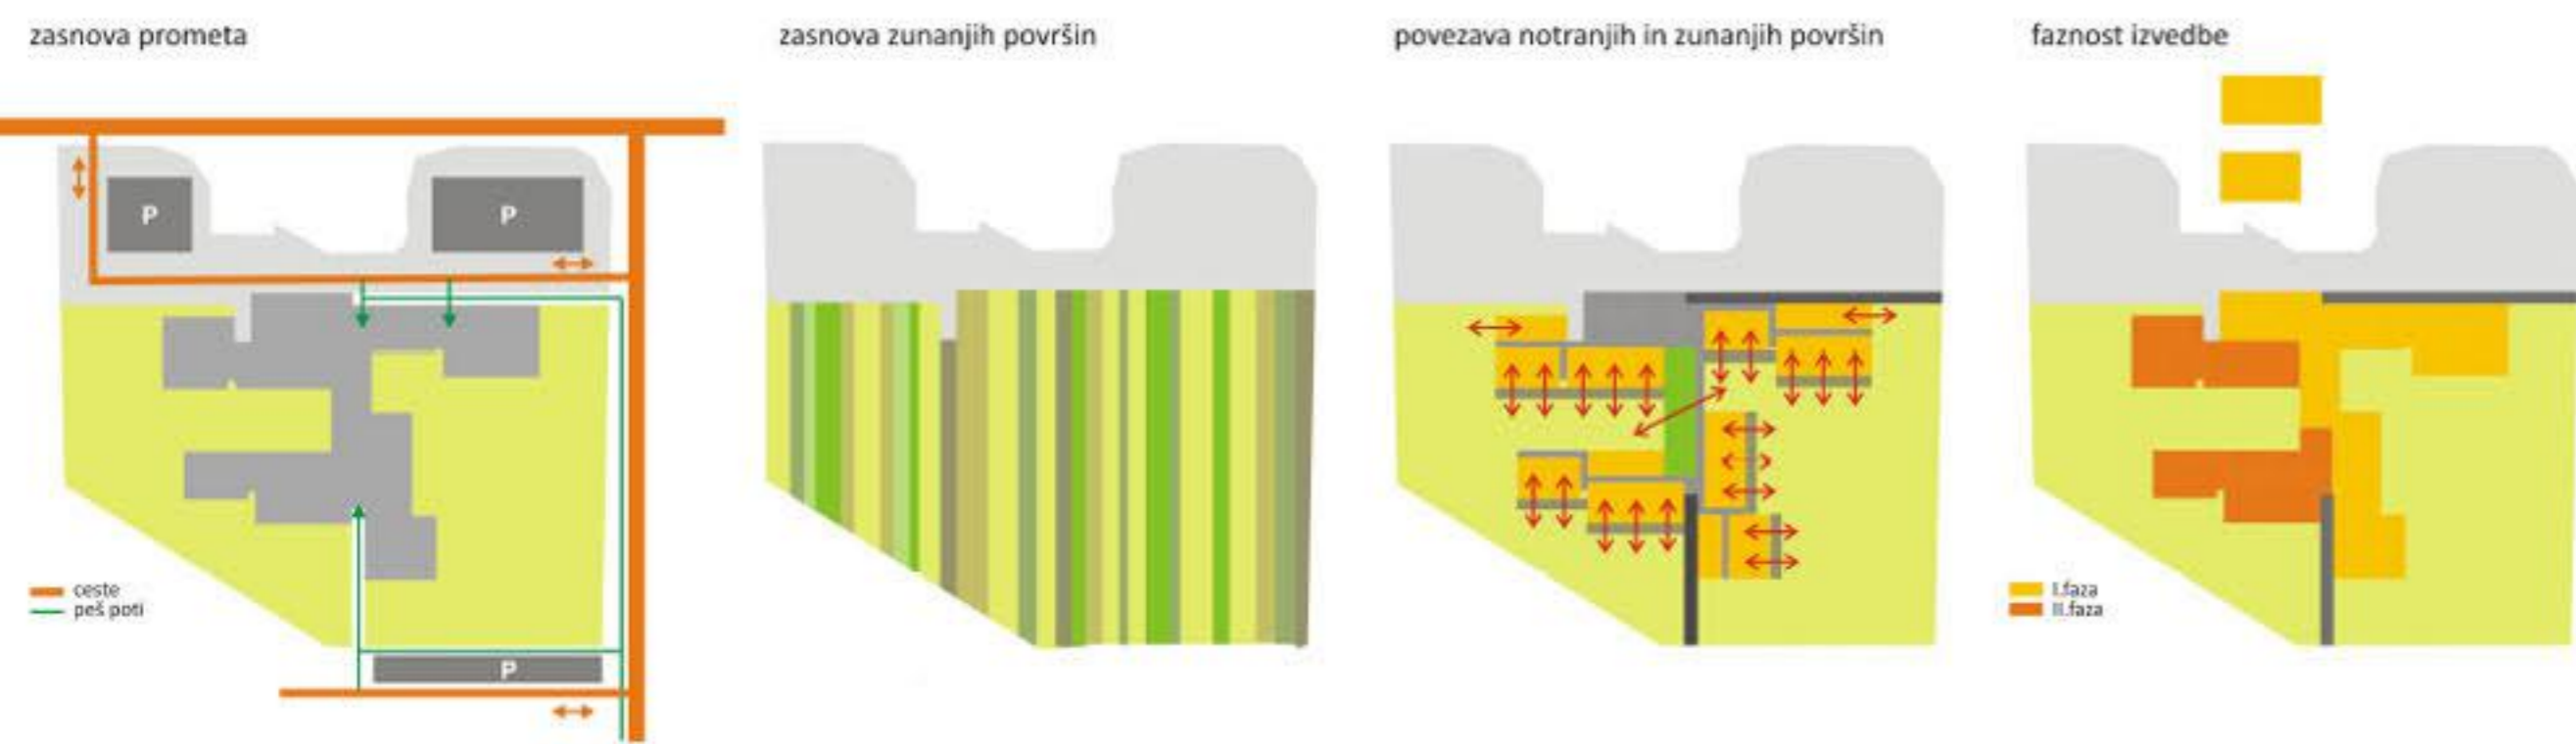 zasnova prometa
zasnova zunanjih površin
povezava notranjih in zunanjih površin
faznost izvedbe
P
P
ceste
peš poti
P
I.faza
II.faza